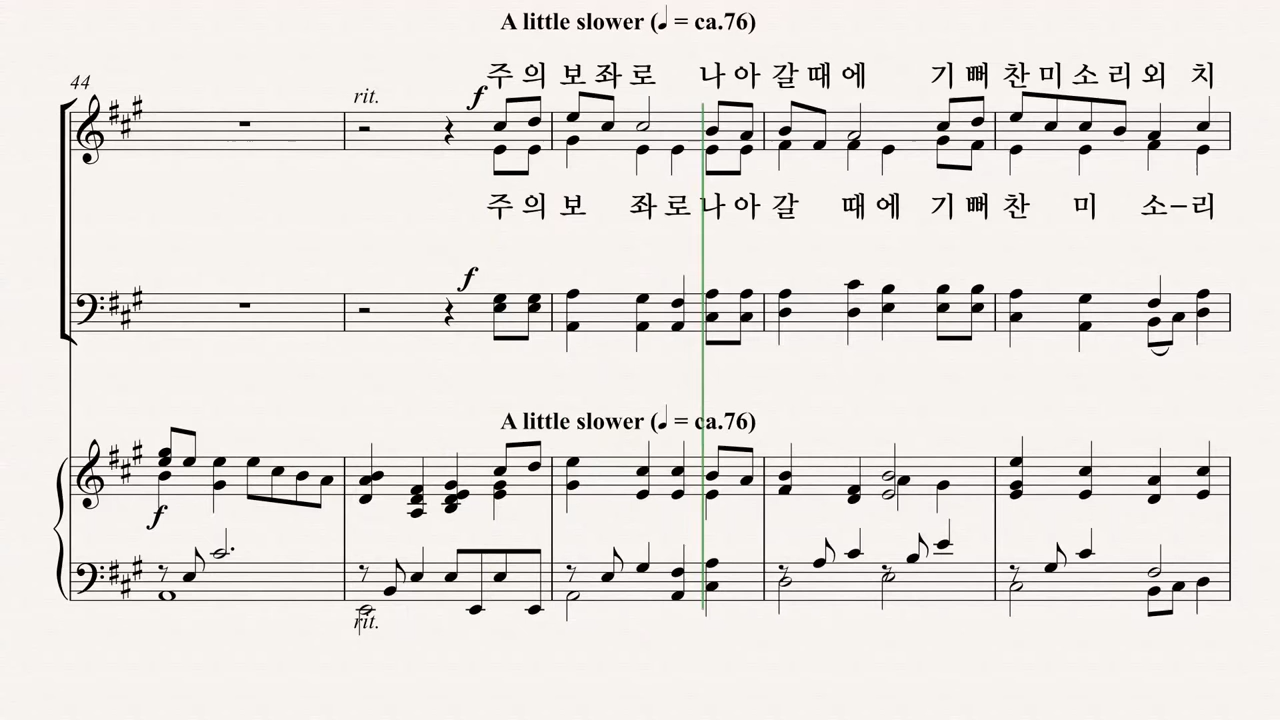 A little slower (♩ = ca.76)
주 의 보 좌 로 나 아 갈 때 에 기 뻐 찬 미 소 리 외 치
44
rit.
f
주 의 보 좌 로 나 아 갈 때 에 기 뻐 찬 미 소-리
f
A little slower (♩ = ca.76)
f
rit.